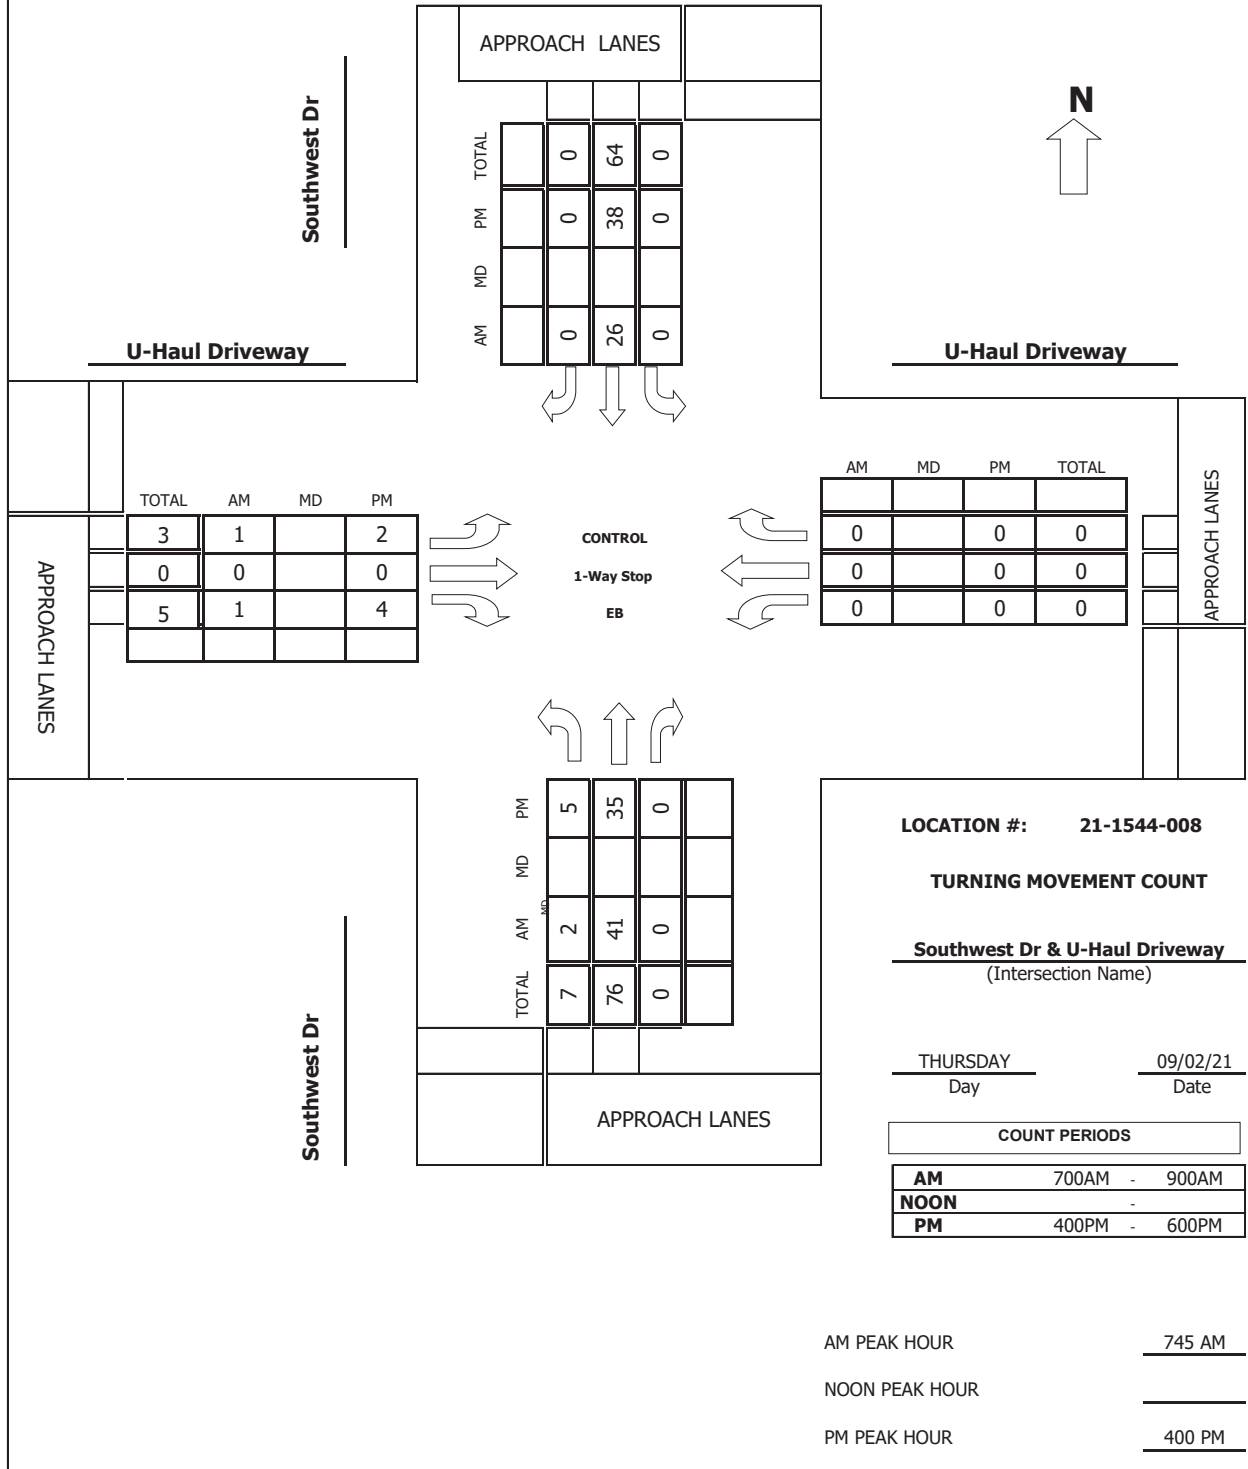 APPROACH LANES
N
Southwest Dr
TOTAL 0 64 0
PM 0 38 0
MD
AM 0 26 0
U-Haul Driveway
U-Haul Driveway
AM MD PM TOTAL
TOTAL AM MD PM
3 1 2
0 0 0
5 1 4
CONTROL
1-Way Stop
EB
0 0 0
0 0 0
0 0 0
APPROACH LANES
APPROACH LANES
PM 5 35 0
MD
MD
AM 2 41 0
TOTAL 7 76 0
LOCATION #: 21-1544-008
TURNING MOVEMENT COUNT
Southwest Dr & U-Haul Driveway
(Intersection Name)
Southwest Dr
THURSDAY 09/02/21
Day Date
APPROACH LANES
COUNT PERIODS
AM 700AM - 900AM
NOON -
PM 400PM - 600PM
AM PEAK HOUR 745 AM
NOON PEAK HOUR
PM PEAK HOUR 400 PM